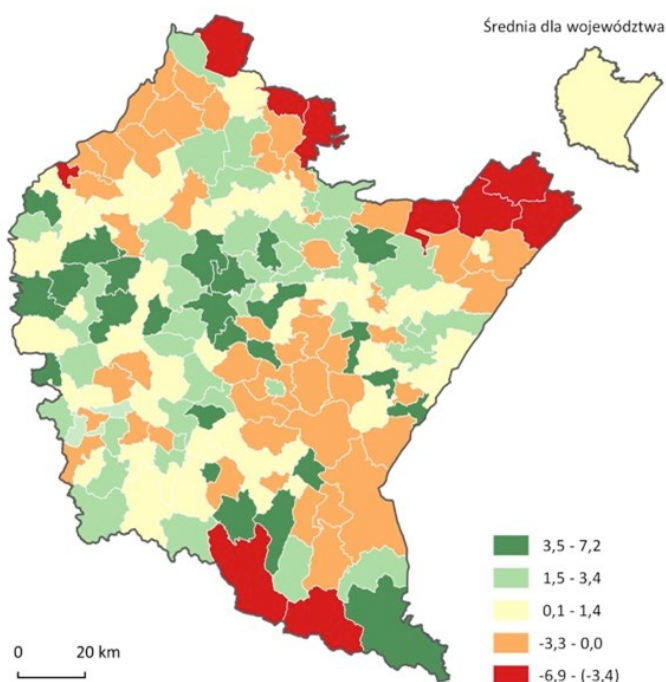 Średnia dla województwa
3,5 - 7,2
1,5 - 3,4
0,1 - 1,4
-3,3 - 0,0
-6,9 - (-3,4)
0 20 km